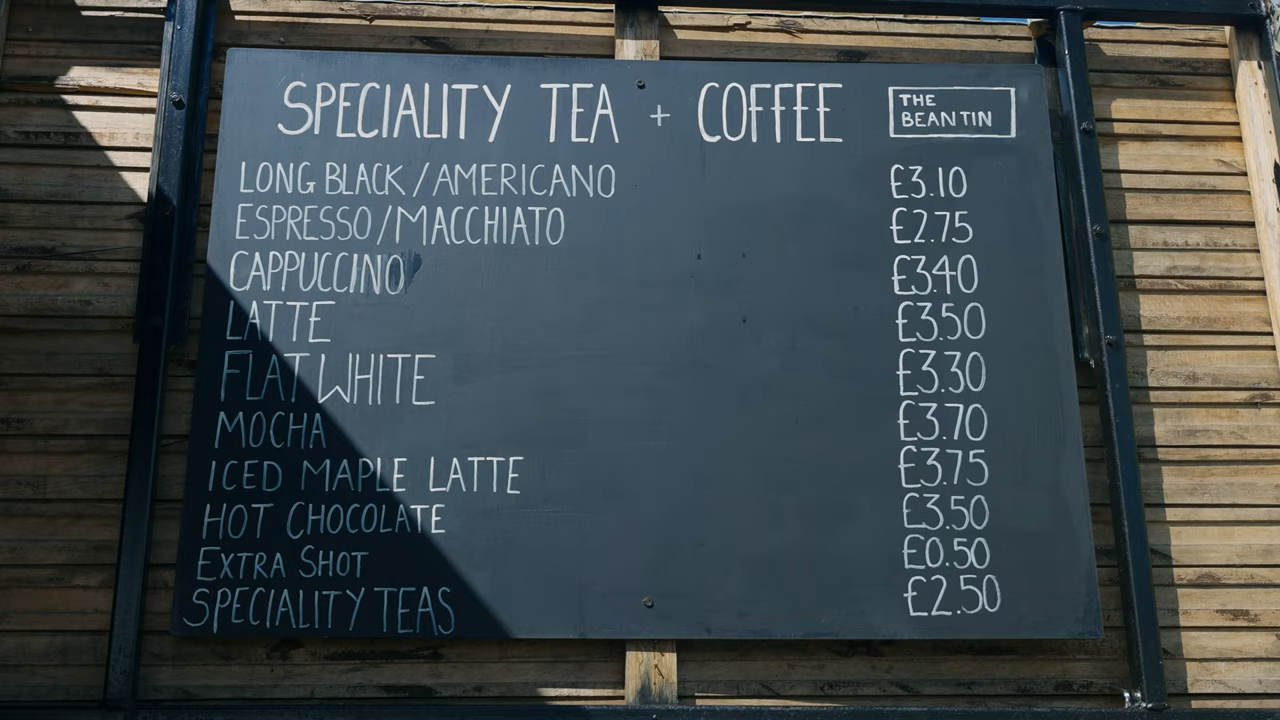 SPECIALITY TEA + COFFEE
THE
BEAN TIN
LONG BLACK / AMERICANO £3.10
ESPRESSO / MACCHIATO £2.75
CAPPUCCINO £3.40
LATTE £3.50
FLAT WHITE £3.30
MOCHA £3.70
ICED MAPLE LATTE £3.75
HOT CHOCOLATE £3.50
EXTRA SHOT £0.50
SPECIALITY TEAS £2.50